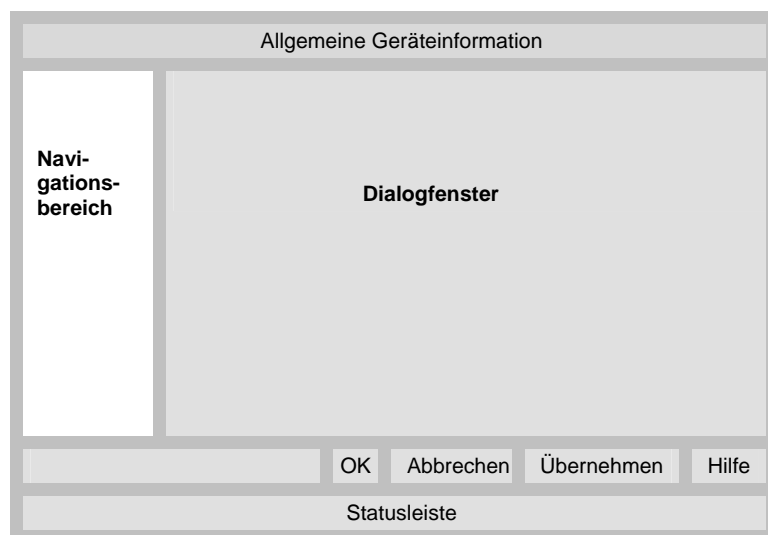 Allgemeine Geräteinformation
Navi-
gations-
bereich
Dialogfenster
OK Abbrechen Übernehmen Hilfe
Statusleiste